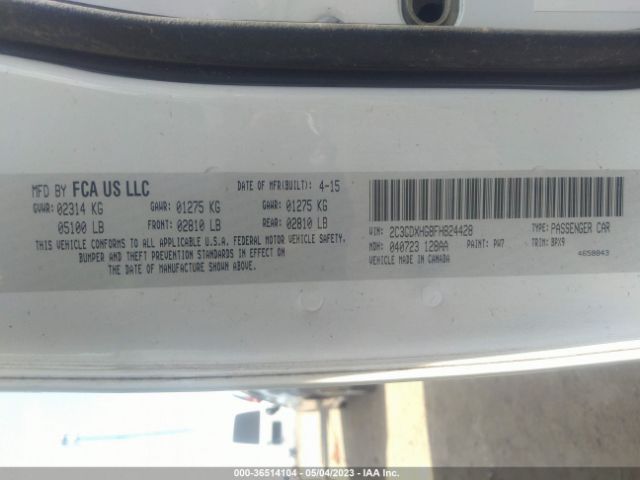 MFD BY FCA US LLC DATE OF MFR(BUILT): 4-15
GVWR: 02314 KG GAWR: 01275 KG GAWR: 01275 KG
05100 LB FRONT: 02810 LB REAR: 02810 LB
THIS VEHICLE CONFORMS TO ALL APPLICABLE U.S.A. FEDERAL MOTOR VEHICLE SAFETY,
BUMPER AND THEFT PREVENTION STANDARDS IN EFFECT ON
THE DATE OF MANUFACTURE SHOWN ABOVE.
VIN: 2C3CDXHG8FH824428 TYPE: PASSENGER CAR
MDH: 040723 128AA PAINT: PW7 TRIM: BPX9
VEHICLE MADE IN CANADA 4658843
000-36514104 - 05/04/2023 - IAA Inc.